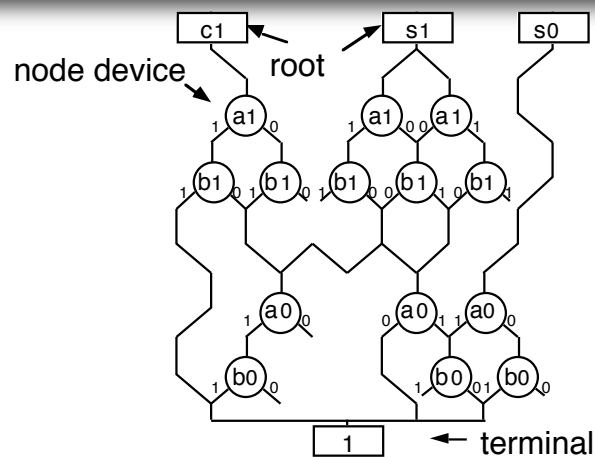 c1 s1 s0
root
node device
a1 a1 a1
1 0 1 0 0 1
b1 b1 b1 b1 b1
1 0 1 0 1 0 0 1 0 1
a0 a0 a0
1 0 0 1 1 0
b0 b0 b0
1 0 1 0 1 0
1
terminal